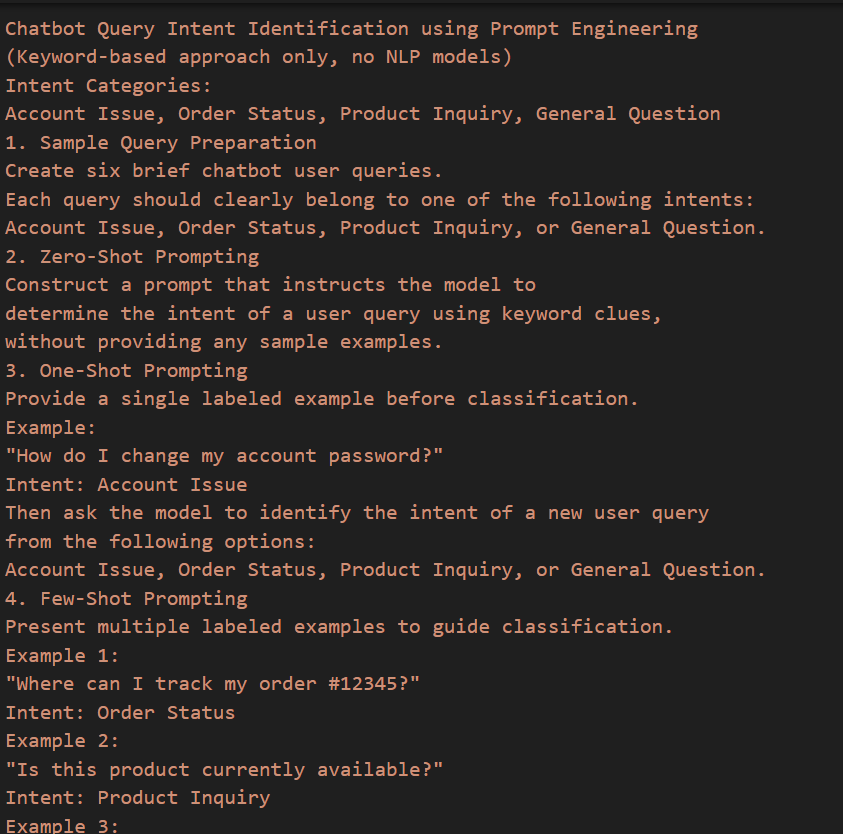 Chatbot Query Intent Identification using Prompt Engineering
(Keyword-based approach only, no NLP models)
Intent Categories:
Account Issue, Order Status, Product Inquiry, General Question
1. Sample Query Preparation
Create six brief chatbot user queries.
Each query should clearly belong to one of the following intents:
Account Issue, Order Status, Product Inquiry, or General Question.
2. Zero-Shot Prompting
Construct a prompt that instructs the model to
determine the intent of a user query using keyword clues,
without providing any sample examples.
3. One-Shot Prompting
Provide a single labeled example before classification.
Example:
"How do I change my account password?"
Intent: Account Issue
Then ask the model to identify the intent of a new user query
from the following options:
Account Issue, Order Status, Product Inquiry, or General Question.
4. Few-Shot Prompting
Present multiple labeled examples to guide classification.
Example 1:
"Where can I track my order #12345?"
Intent: Order Status
Example 2:
"Is this product currently available?"
Intent: Product Inquiry
Example 3: